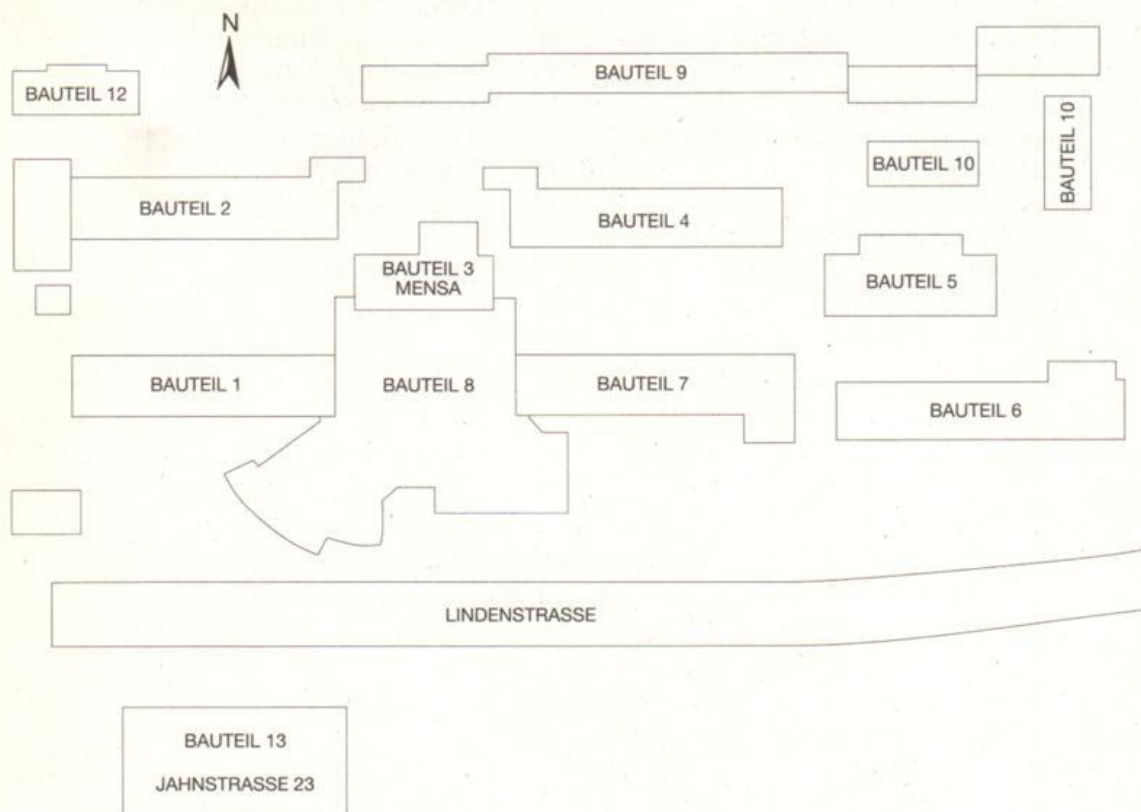 N
BAUTEIL 9
BAUTEIL 12
BAUTEIL 10
BAUTEIL 10
BAUTEIL 2
BAUTEIL 4
BAUTEIL 3
MENSA
BAUTEIL 5
BAUTEIL 1
BAUTEIL 8
BAUTEIL 7
BAUTEIL 6
LINDENSTRASSE
BAUTEIL 13
JAHNSTRASSE 23